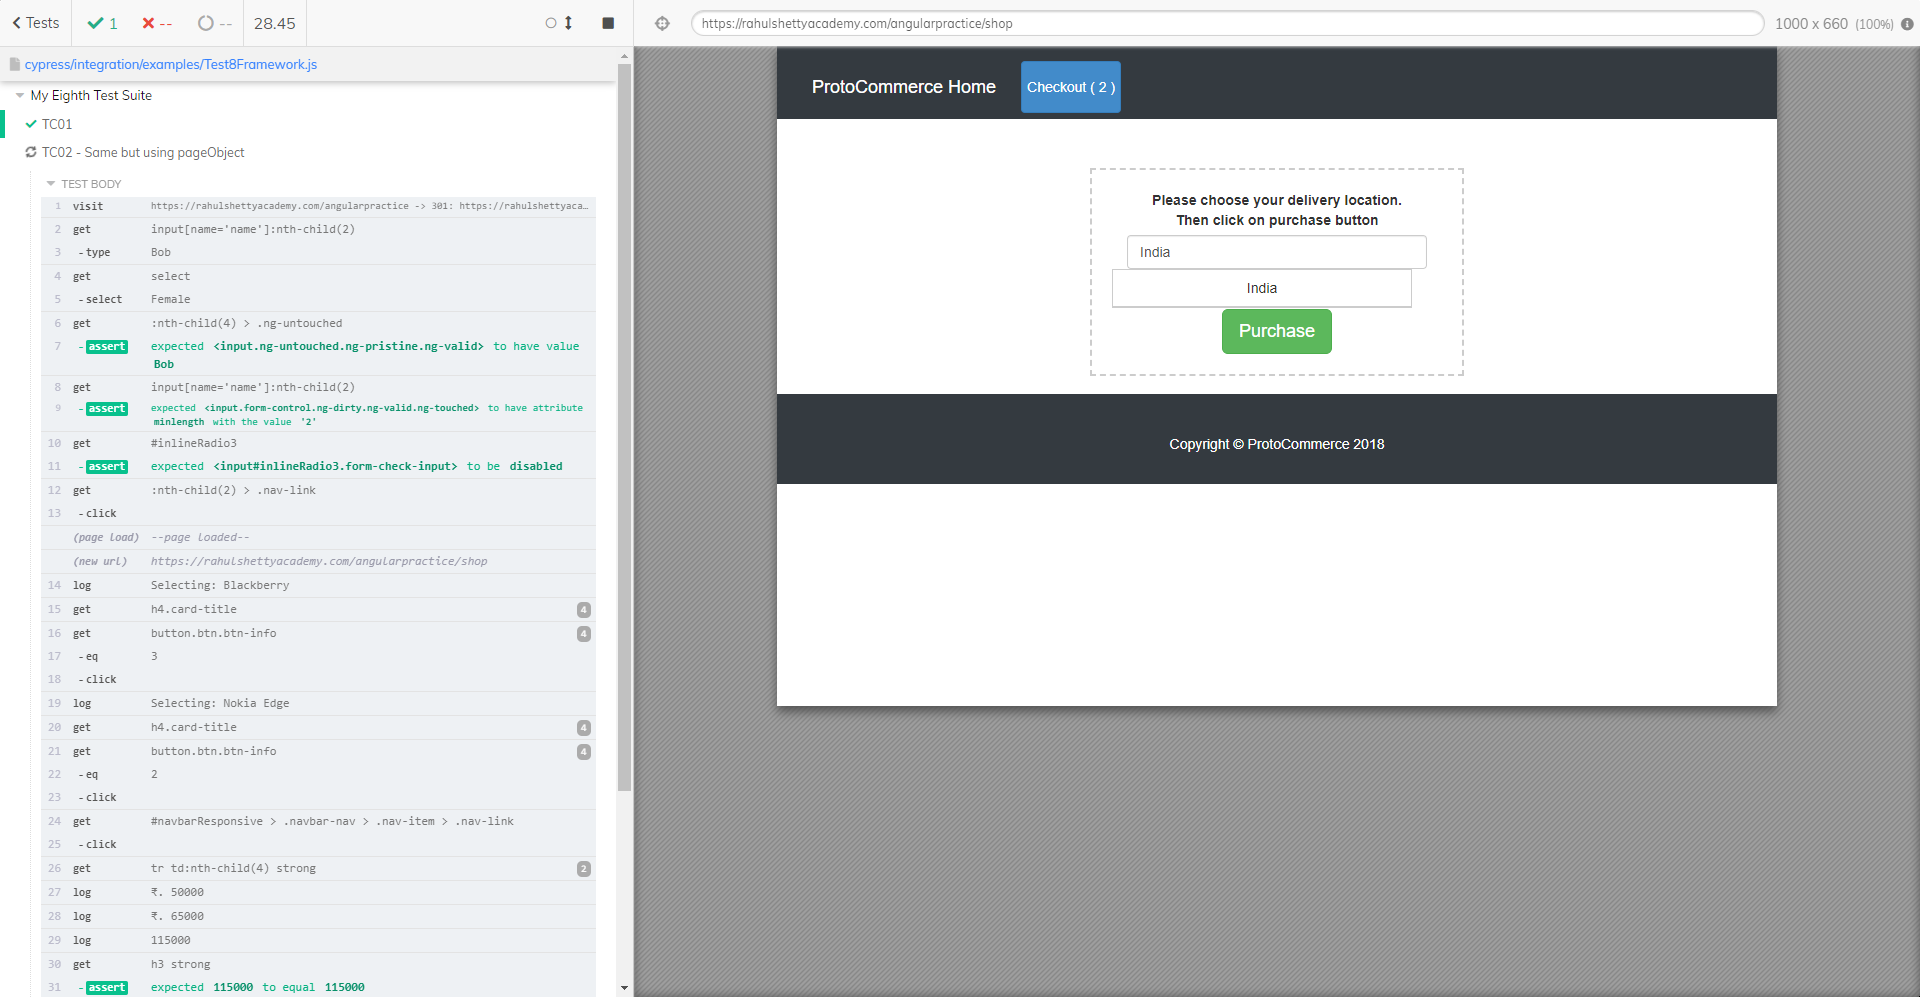 Tests
1
--
--
28.45
https://rahulshettyacademy.com/angularpractice/shop
1000 x 660 (100%)
cypress/integration/examples/Test8Framework.js
My Eighth Test Suite
TC01
TC02 - Same but using pageObject
TEST BODY
1 visit https://rahulshettyacademy.com/angularpractice -> 301: https://rahulshettyaca…
2 get input[name='name']:nth-child(2)
3 -type Bob
4 get select
5 -select Female
6 get :nth-child(4) > .ng-untouched
7 -assert expected <input.ng-untouched.ng-pristine.ng-valid> to have value
Bob
8 get input[name='name']:nth-child(2)
9 -assert expected <input.form-control.ng-dirty.ng-valid.ng-touched> to have attribute
minlength with the value '2'
10 get #inlineRadio3
11 -assert expected <input#inlineRadio3.form-check-input> to be disabled
12 get :nth-child(2) > .nav-link
13 -click
(page load) --page loaded--
(new url) https://rahulshettyacademy.com/angularpractice/shop
14 log Selecting: Blackberry
15 get h4.card-title 4
16 get button.btn.btn-info 4
17 -eq 3
18 -click
19 log Selecting: Nokia Edge
20 get h4.card-title 4
21 get button.btn.btn-info 4
22 -eq 2
23 -click
24 get #navbarResponsive > .navbar-nav > .nav-item > .nav-link
25 -click
26 get tr td:nth-child(4) strong 2
27 log ₹. 50000
28 log ₹. 65000
29 log 115000
30 get h3 strong
31 -assert expected 115000 to equal 115000
ProtoCommerce Home
Checkout ( 2 )
Please choose your delivery location.
Then click on purchase button
India
India
Purchase
Copyright © ProtoCommerce 2018